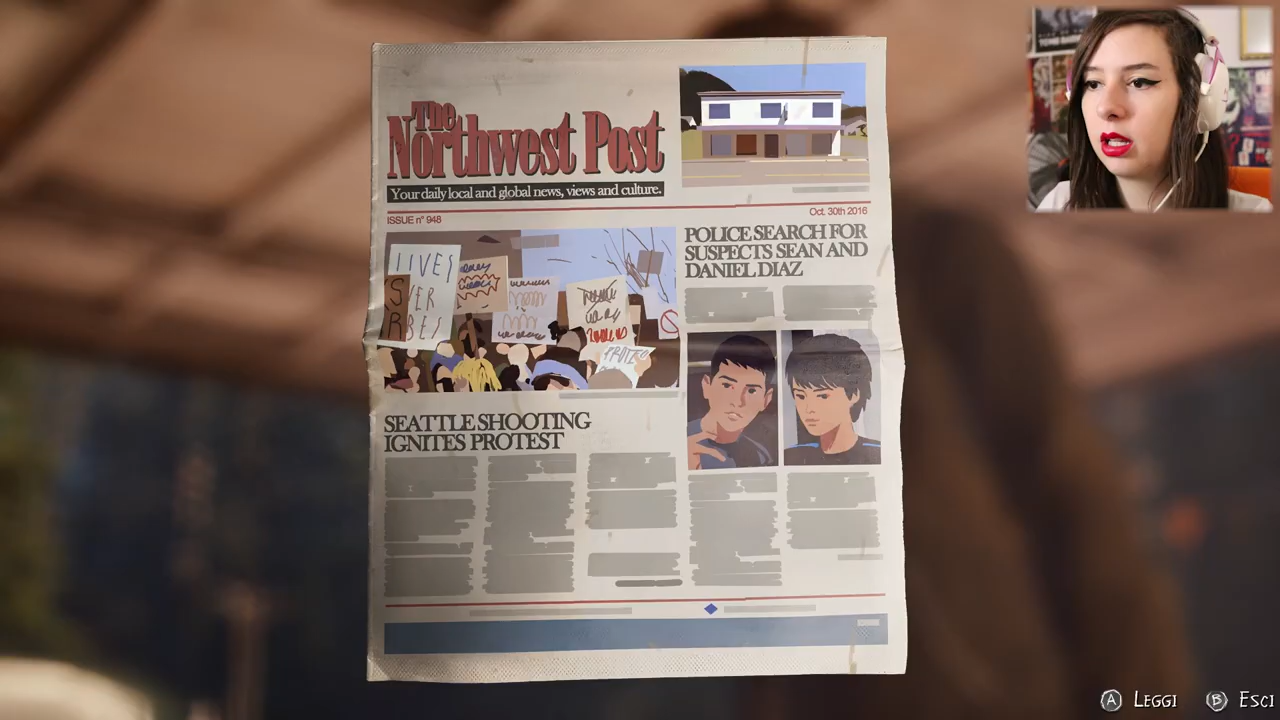 The
Northwest Post
Your daily local and global news, views and culture.
ISSUE n° 948
Oct. 30th 2016
LIVES
POLICE SEARCH FOR
SUSPECTS SEAN AND
DANIEL DIAZ
SEATTLE SHOOTING
IGNITES PROTEST
A LEGGI
B ESCI